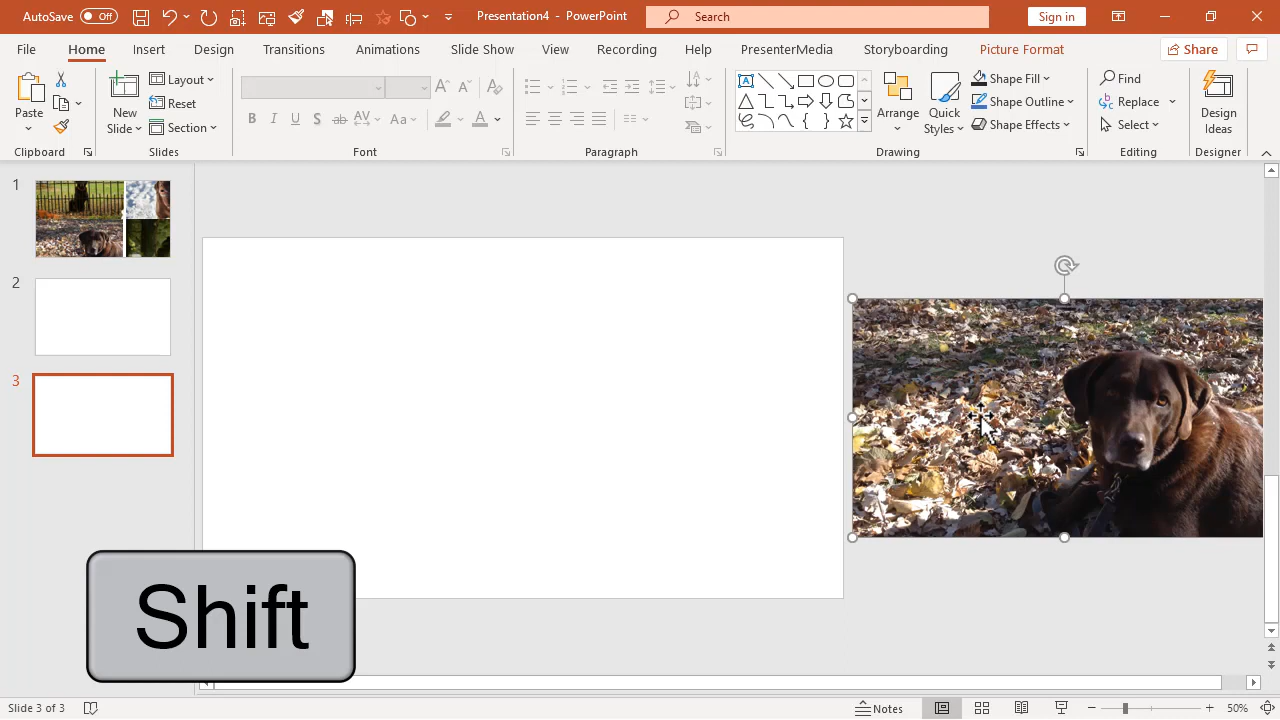 AutoSave Off Presentation4 - PowerPoint Search Sign in
File Home Insert Design Transitions Animations Slide Show View Recording Help PresenterMedia Storyboarding Picture Format Share
Paste
Clipboard
New
Slide
Layout
Reset
Section
Slides
B I U S ab AV Aa A
Font
Paragraph
Arrange
Quick
Styles
Shape Fill
Shape Outline
Shape Effects
Drawing
Find
Replace
Select
Editing
Design
Ideas
Designer
1
2
3
Shift
Slide 3 of 3 Notes 50%